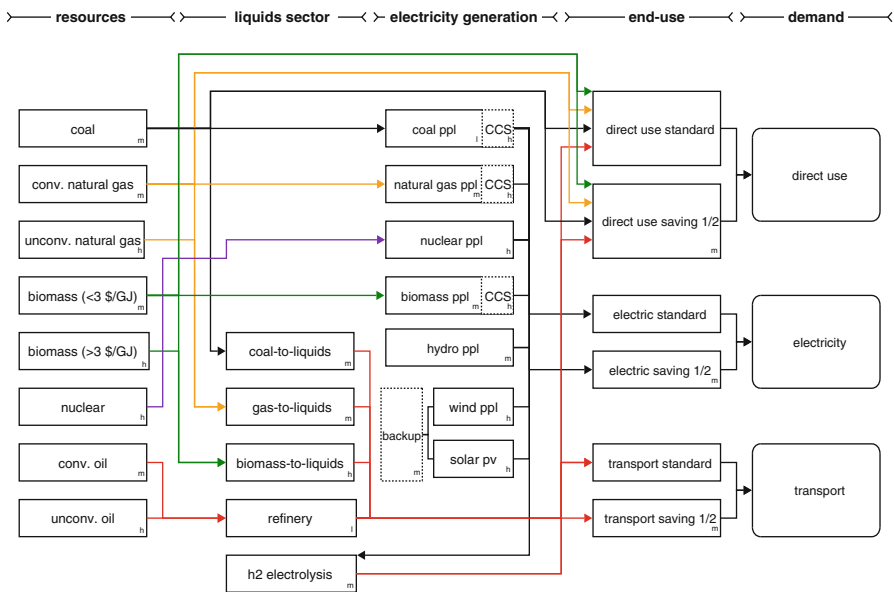 resources
liquids sector
electricity generation
end-use
demand
coal
m
coal ppl
l
CCS
h
direct use standard
direct use
conv. natural gas
m
natural gas ppl
m
CCS
h
direct use saving 1/2
m
unconv. natural gas
h
nuclear ppl
h
biomass (<3 $/GJ)
m
biomass ppl
m
CCS
h
electric standard
electricity
biomass (>3 $/GJ)
h
coal-to-liquids
m
hydro ppl
m
electric saving 1/2
m
nuclear
h
gas-to-liquids
m
backup
m
wind ppl
h
conv. oil
m
biomass-to-liquids
h
solar pv
h
transport standard
transport
unconv. oil
h
refinery
l
transport saving 1/2
m
h2 electrolysis
m